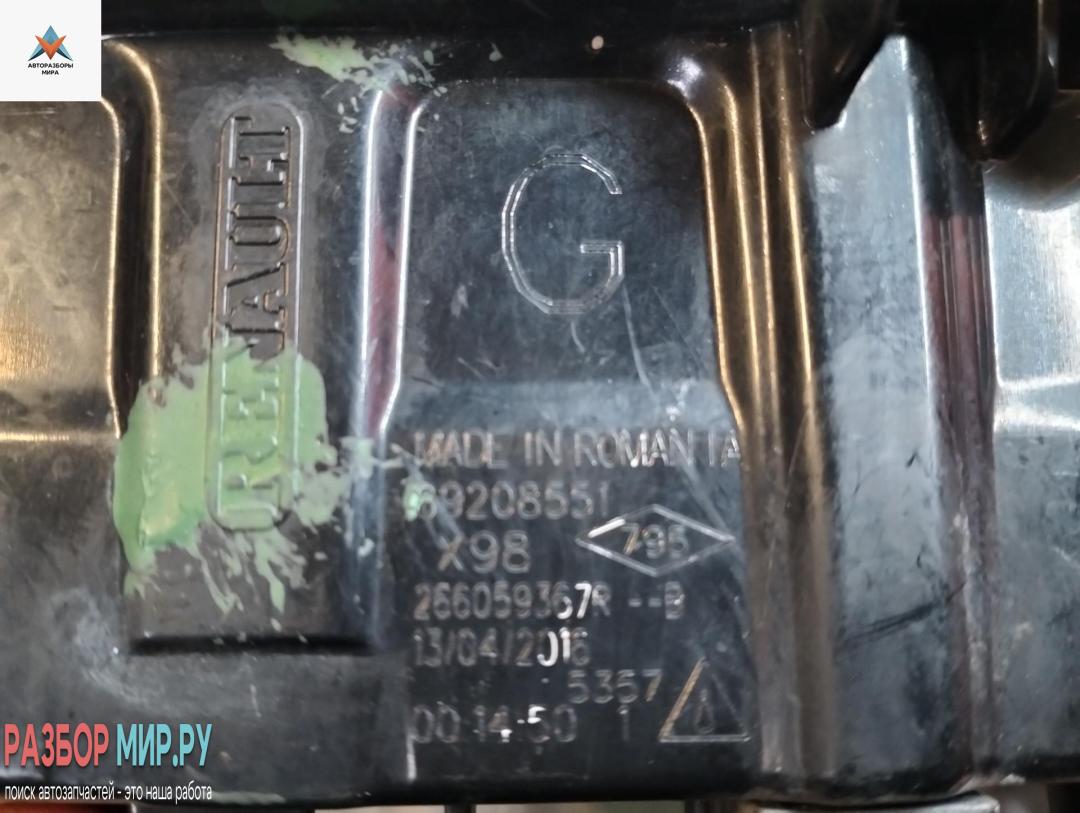 АВТОРАЗБОРЫ
МИРА
RENAULT
G
MADE IN ROMANIA
69208551
X98
795
266059367R --B
13/04/2016
5357
00:14:50 1
РАЗБОР МИР.РУ
поиск автозапчастей - это наша работа